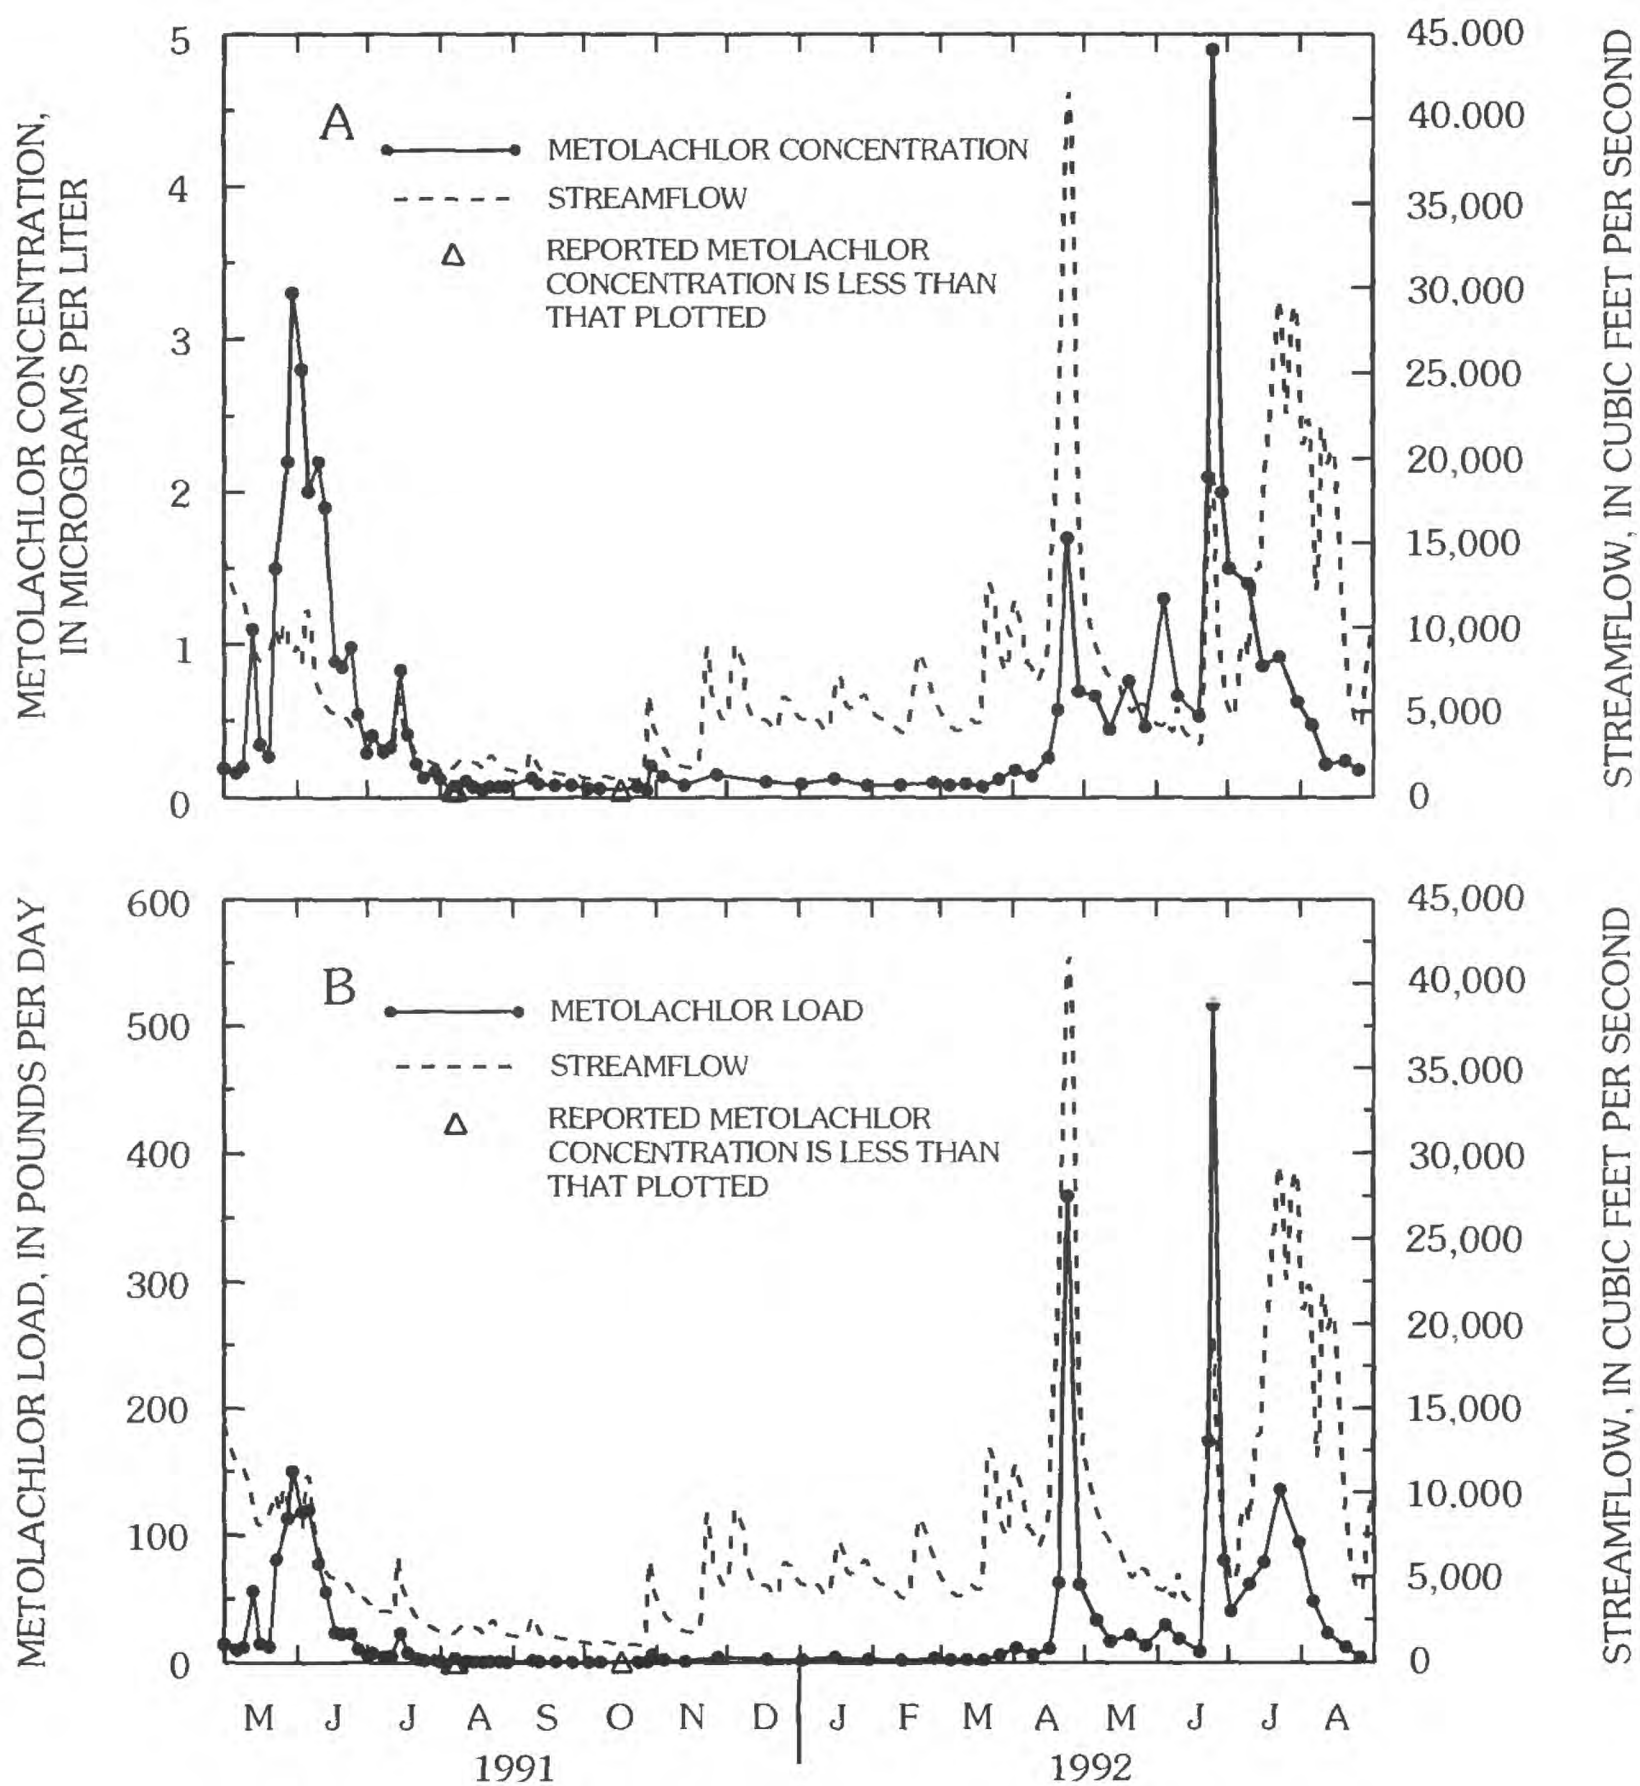 METOLACHLOR CONCENTRATION,
IN MICROGRAMS PER LITER
5
4
3
2
1
0
A
METOLACHLOR CONCENTRATION
STREAMFLOW
REPORTED METOLACHLOR
CONCENTRATION IS LESS THAN
THAT PLOTTED
45.000
40.000
35,000
30,000
25.000
20,000
15,000
10,000
5,000
0
STREAMFLOW, IN CUBIC FEET PER SECOND
METOLACHLOR LOAD, IN POUNDS PER DAY
600
500
400
300
200
100
0
B
METOLACHLOR LOAD
STREAMFLOW
REPORTED METOLACHLOR
CONCENTRATION IS LESS THAN
THAT PLOTTED
45,000
40,000
35,000
30,000
25,000
20,000
15,000
10,000
5,000
0
STREAMFLOW, IN CUBIC FEET PER SECOND
M J J A S O N D J F M A M J J A
1991 1992